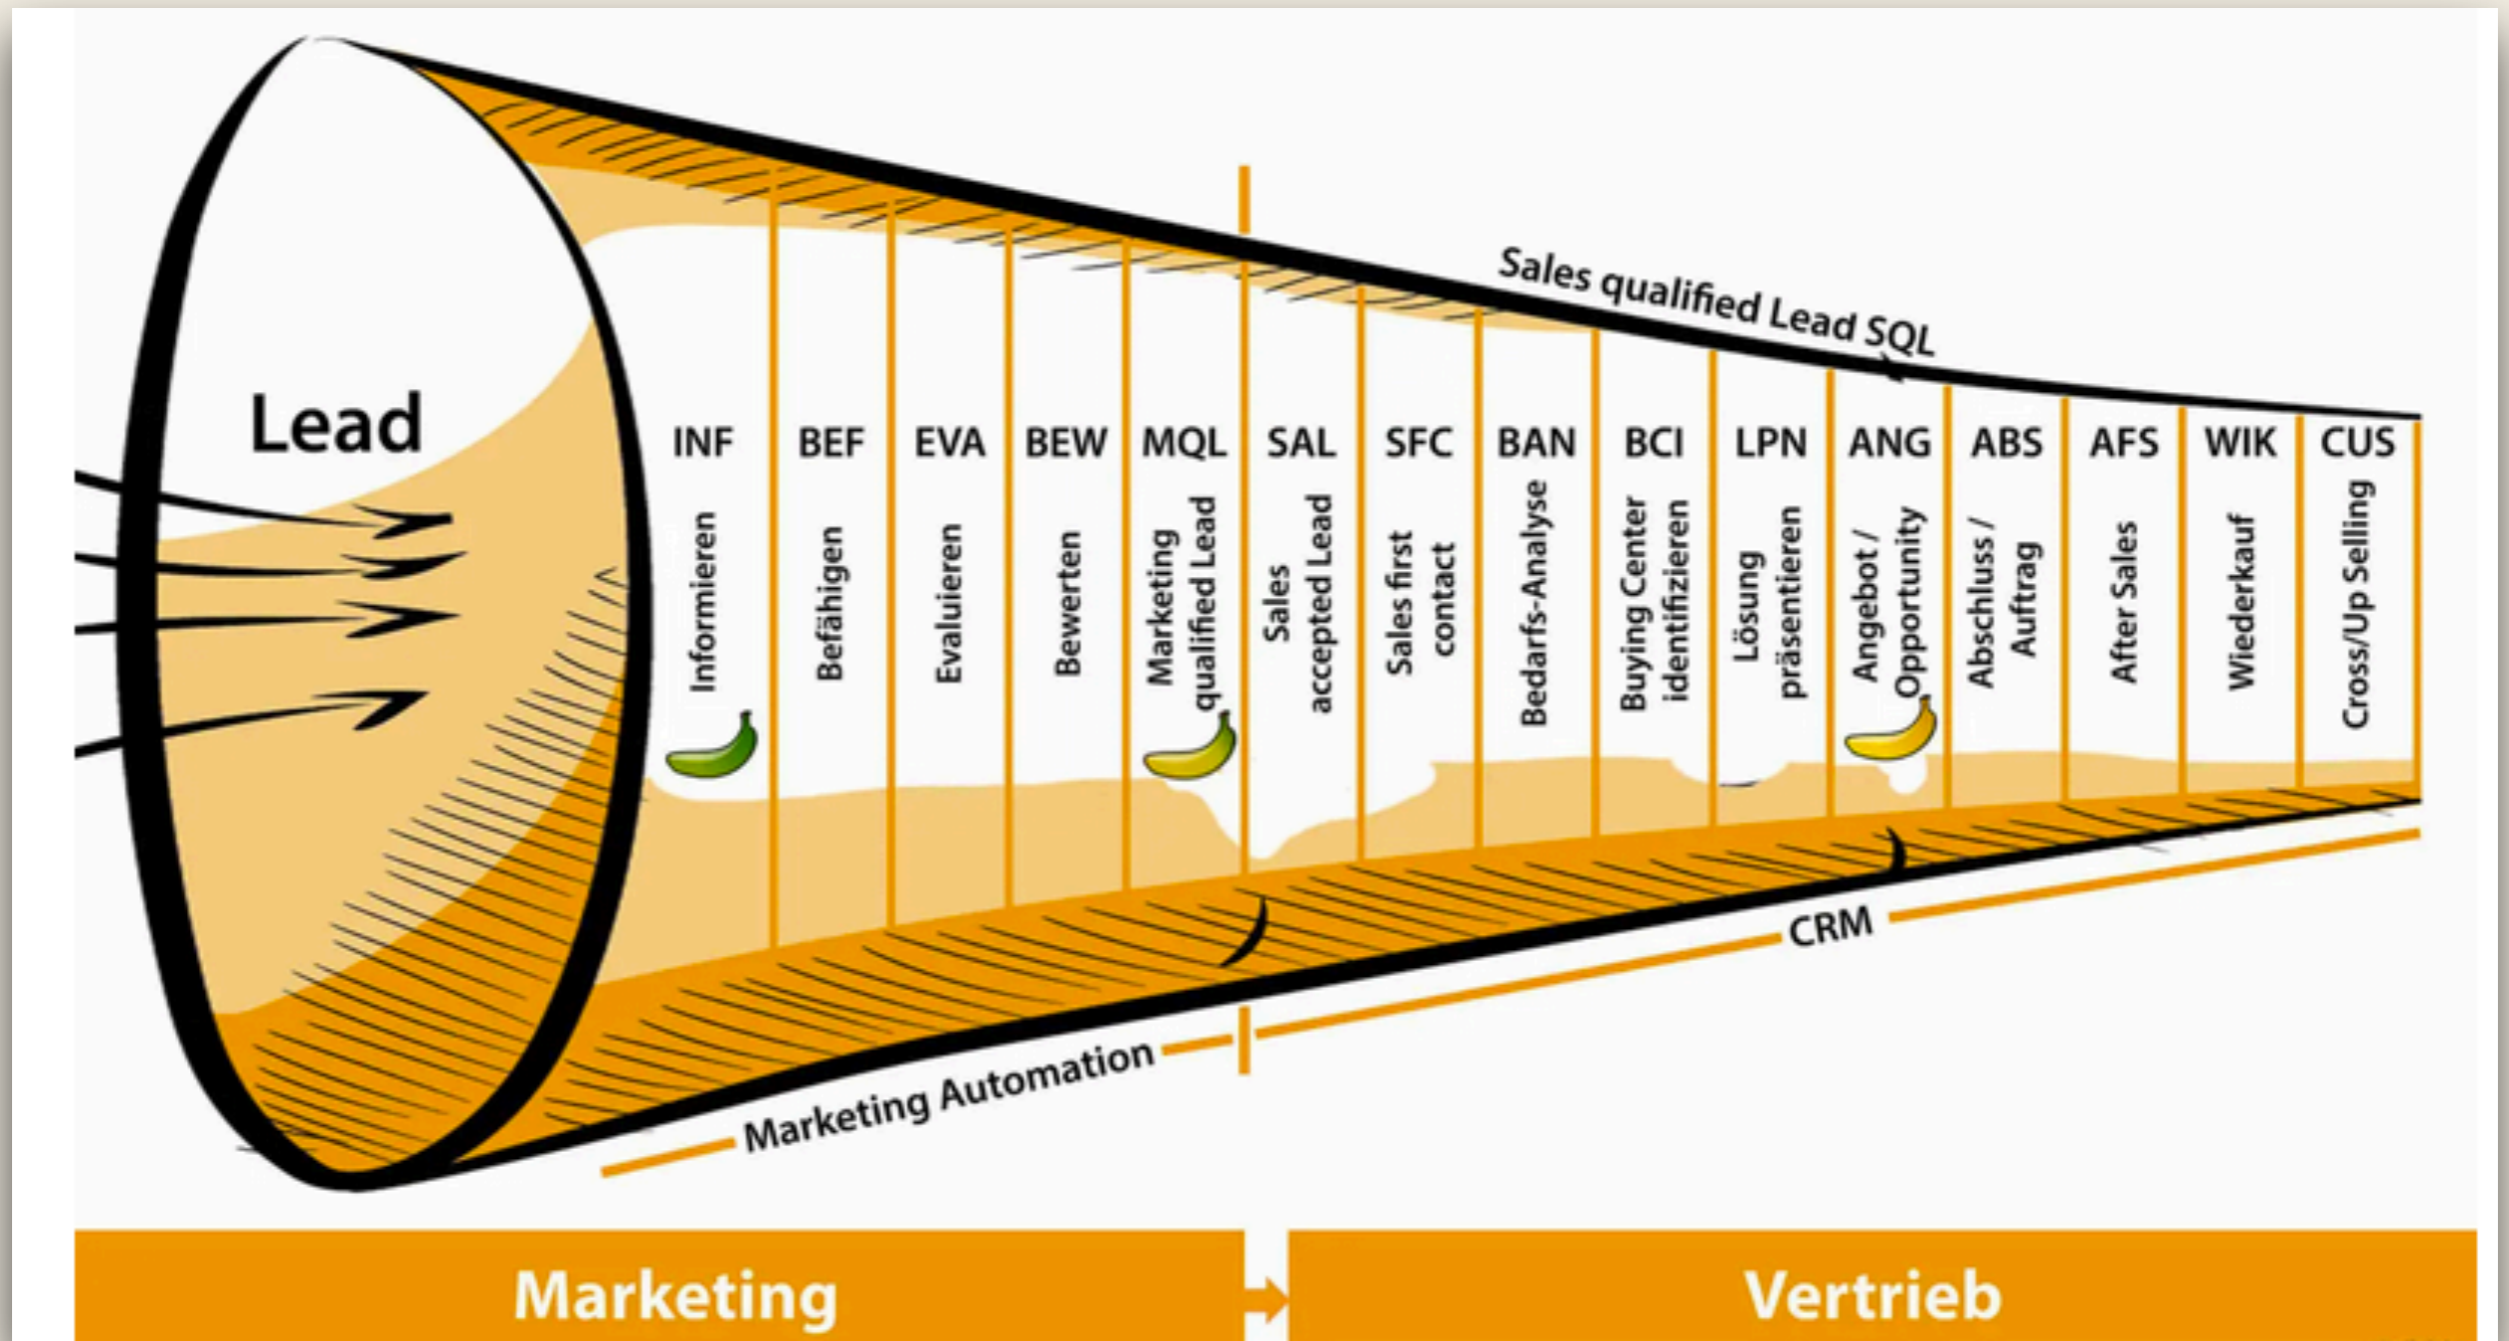 Sales qualified Lead SQL
Lead
INF
Informieren
BEF
Befähigen
EVA
Evaluieren
BEW
Bewerten
MQL
Marketing
qualified Lead
SAL
Sales
accepted Lead
SFC
Sales first
contact
BAN
Bedarfs-Analyse
BCI
Buying Center
identifizieren
LPN
Lösung
präsentieren
ANG
Angebot /
Opportunity
ABS
Abschluss /
Auftrag
AFS
After Sales
WIK
Wiederkauf
CUS
Cross/Up Selling
Marketing Automation
CRM
Marketing
Vertrieb